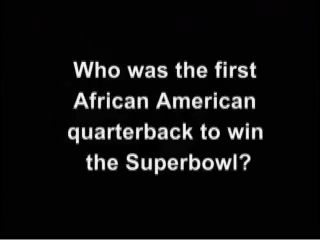 Who was the first
African American
quarterback to win
the Superbowl?